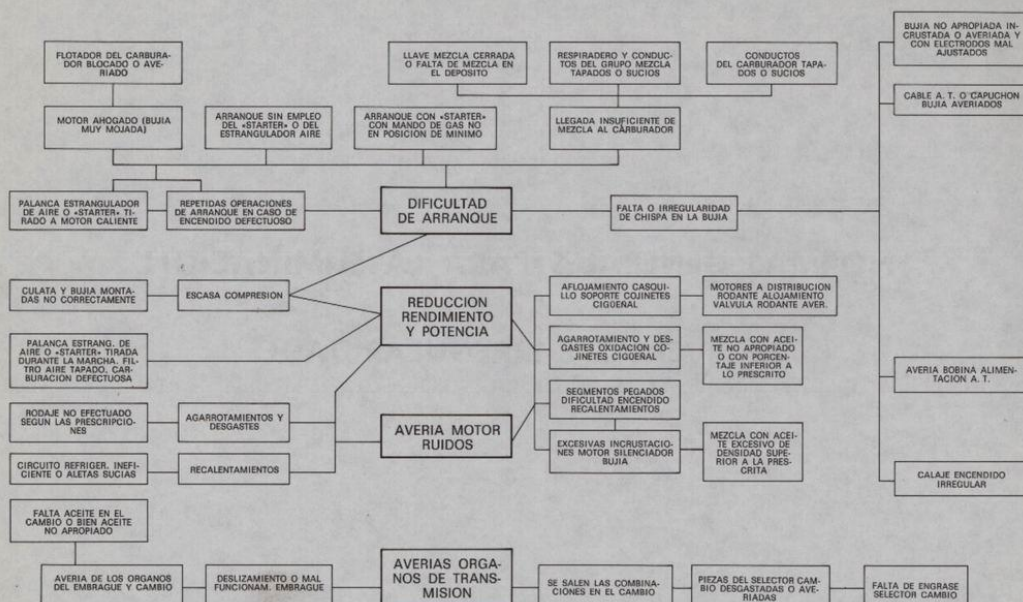 FLOTADOR DEL CARBURA-
DOR BLOCADO O AVE-
RIADO
LLAVE MEZCLA CERRADA
O FALTA DE MEZCLA EN
EL DEPOSITO
RESPIRADERO Y CONDUC-
TOS DEL GRUPO MEZCLA
TAPADOS O SUCIOS
CONDUCTOS
DEL CARBURADOR TAPA-
DOS O SUCIOS
BUJIA NO APROPIADA IN-
CRUSTADA O AVERIADA Y
CON ELECTRODOS MAL
AJUSTADOS
MOTOR AHOGADO (BUJIA
MUY MOJADA)
ARRANQUE SIN EMPLEO
DEL «STARTER» O DEL
ESTRANGULADOR AIRE
ARRANQUE CON «STARTER»
CON MANDO DE GAS NO
EN POSICION DE MINIMO
LLEGADA INSUFICIENTE DE
MEZCLA AL CARBURADOR
CABLE A. T. O CAPUCHON
BUJIA AVERIADOS
PALANCA ESTRANGULADOR
DE AIRE O «STARTER» TI-
RADO A MOTOR CALIENTE
REPETIDAS OPERACIONES
DE ARRANQUE EN CASO DE
ENCENDIDO DEFECTUOSO
DIFICULTAD
DE ARRANQUE
FALTA O IRREGULARIDAD
DE CHISPA EN LA BUJIA
CULATA Y BUJIA MONTA-
DAS NO CORRECTAMENTE
ESCASA COMPRESION
REDUCCION
RENDIMIENTO
Y POTENCIA
AFLOJAMIENTO CASQUI-
LLO SOPORTE COJINETES
CIGÜEÑAL
MOTORES A DISTRIBUCION
RODANTE ALOJAMIENTO
VALVULA RODANTE AVER.
PALANCA ESTRANG. DE
AIRE O «STARTER» TIRADA
DURANTE LA MARCHA. FIL-
TRO AIRE TAPADO, CAR-
BURACION DEFECTUOSA
AGARROTAMIENTO Y DES-
GASTES OXIDACION CO-
JINETES CIGÜEÑAL
MEZCLA CON ACEI-
TE NO APROPIADO
O CON PORCEN-
TAJE INFERIOR A
LO PRESCRITO
AVERIA BOBINA ALIMEN-
TACION A. T.
RODAJE NO EFECTUADO
SEGUN LAS PRESCRIPCIO-
NES
AGARROTAMIENTOS Y
DESGASTES
AVERIA MOTOR
RUIDOS
SEGMENTOS PEGADOS
DIFICULTAD ENCENDIDO
RECALENTAMIENTOS
CIRCUITO REFRIGER. INEFI-
CIENTE O ALETAS SUCIAS
RECALENTAMIENTOS
EXCESIVAS INCRUSTACIO-
NES MOTOR SILENCIADOR
BUJIA
MEZCLA CON ACEI-
TE EXCESIVO DE
DENSIDAD SUPE-
RIOR A LA PRES-
CRITA
CALAJE ENCENDIDO
IRREGULAR
FALTA ACEITE EN EL
CAMBIO O BIEN ACEITE
NO APROPIADO
AVERIA DE LOS ORGANOS
DEL EMBRAGUE Y CAMBIO
DESLIZAMIENTO O MAL
FUNCIONAM. EMBRAGUE
AVERIAS ORGA-
NOS DE TRANS-
MISION
SE SALEN LAS COMBINA-
CIONES EN EL CAMBIO
PIEZAS DEL SELECTOR CAM-
BIO DESGASTADAS O AVE-
RIADAS
FALTA DE ENGRASE
SELECTOR CAMBIO